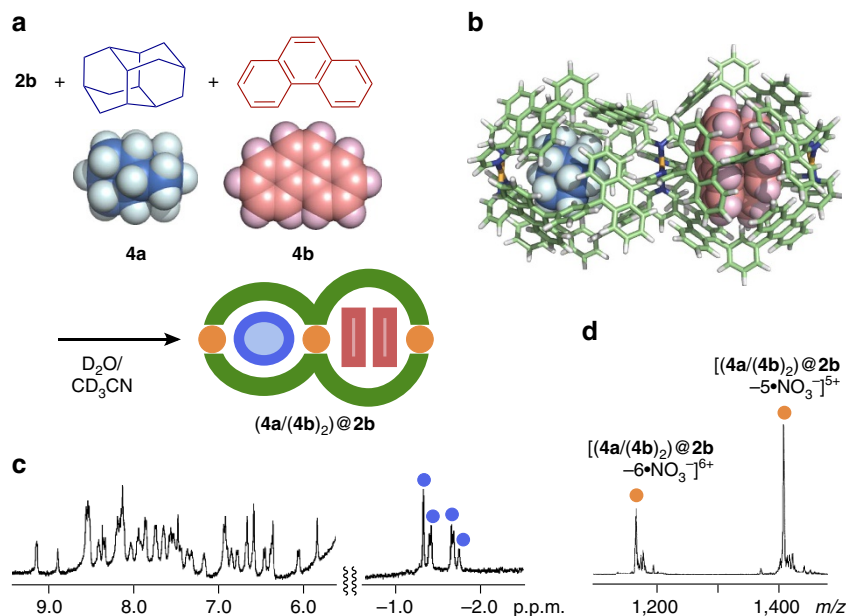 a
2b + +
4a 4b
D₂O/
CD₃CN
(4a/(4b)₂)@2b
b
c
9.0 8.0 7.0 6.0 –1.0 –2.0 p.p.m.
d
[(4a/(4b)₂)@2b
–5•NO₃⁻]⁵⁺
[(4a/(4b)₂)@2b
–6•NO₃⁻]⁶⁺
1,200 1,400 m/z